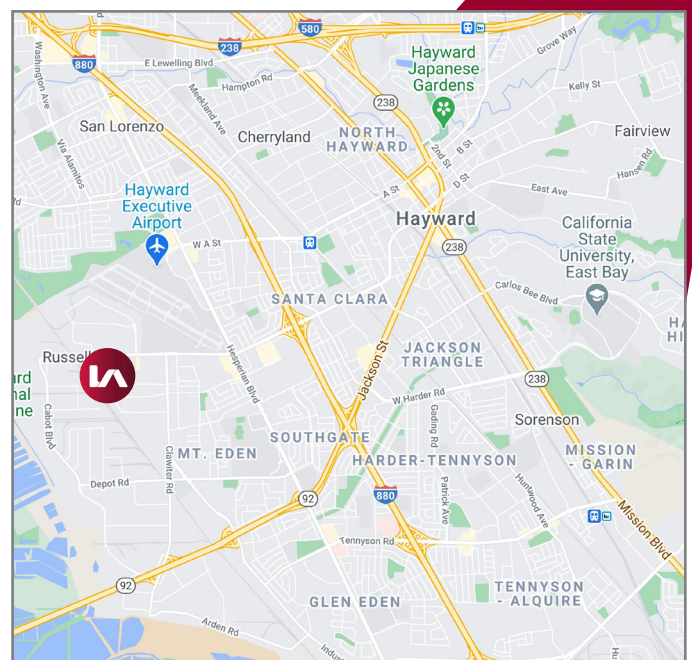 580
238
880
E Lewelling Blvd
Washington Ave
Hampton Rd
Meekland Ave
Grove Way
Hayward
Japanese
Gardens
Kelly St
238
San Lorenzo
Cherryland
NORTH
HAYWARD
2nd St
B St
D St
A St
Fairview
Hansen Rd
East Ave
Via Alamitos
Hayward
Executive
Airport
Hayward
W A St
238
California
State
University,
East Bay
Carlos Bee Blvd
SANTA CLARA
Jackson St
JACKSON
TRIANGLE
Russell
Hesperian Blvd
W Harder Rd
238
Cabot Blvd
Clawiter Rd
MT. EDEN
SOUTHGATE
HARDER-TENNYSON
Gading Rd
Sorenson
MISSION
- GARIN
Depot Rd
92
880
Patrick Ave
Huntwood Ave
Mission Blvd
Tennyson Rd
92
GLEN EDEN
TENNYSON
- ALQUIRE
Arden Rd